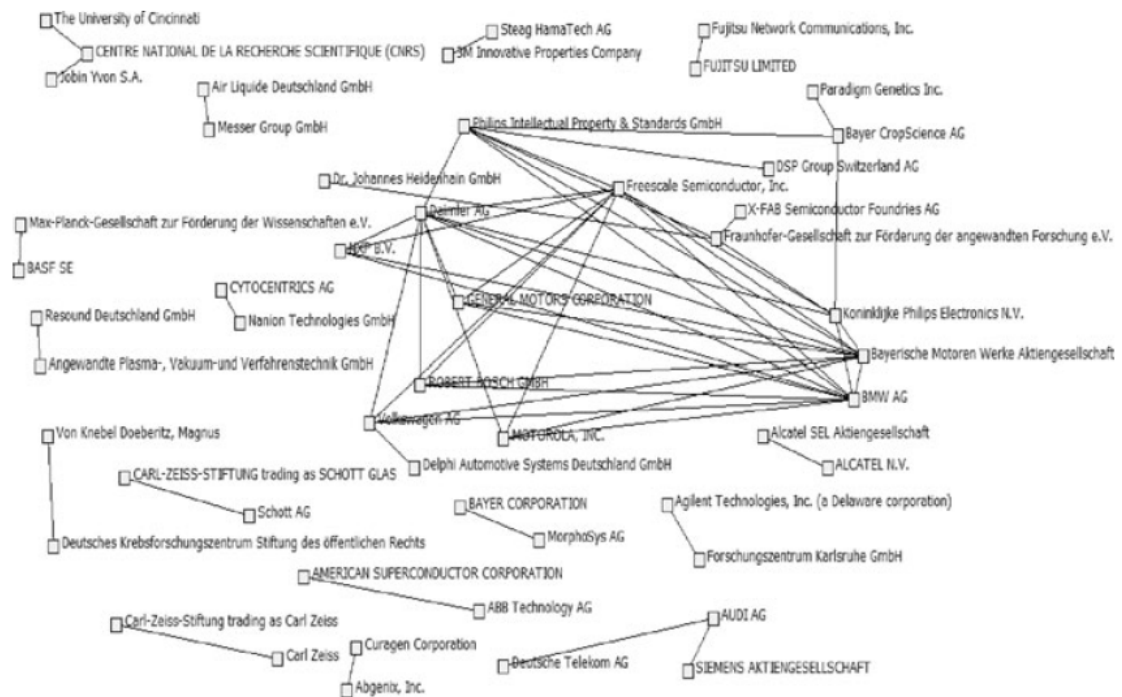 The University of Cincinnati
Steag HamaTech AG
Fujitsu Network Communications, Inc.
CENTRE NATIONAL DE LA RECHERCHE SCIENTIFIQUE (CNRS)
3M Innovative Properties Company
FUJITSU LIMITED
Jobin Yvon S.A.
Air Liquide Deutschland GmbH
Paradigm Genetics Inc.
Messer Group GmbH
Philips Intellectual Property & Standards GmbH
Bayer CropScience AG
DSP Group Switzerland AG
Dr. Johannes Heidenhain GmbH
Freescale Semiconductor, Inc.
Daimler AG
X-FAB Semiconductor Foundries AG
Max-Planck-Gesellschaft zur Förderung der Wissenschaften e.V.
Fraunhofer-Gesellschaft zur Förderung der angewandten Forschung e.V.
NXP B.V.
BASF SE
CYTOCENTRICS AG
GENERAL MOTORS CORPORATION
Resound Deutschland GmbH
Nanion Technologies GmbH
Koninklijke Philips Electronics N.V.
Bayerische Motoren Werke Aktiengesellschaft
Angewandte Plasma-, Vakuum-und Verfahrenstechnik GmbH
ROBERT BOSCH GMBH
BMW AG
Volkswagen AG
Von Knebel Doeberitz, Magnus
MOTOROLA, INC.
Alcatel SEL Aktiengesellschaft
Delphi Automotive Systems Deutschland GmbH
ALCATEL N.V.
CARL-ZEISS-STIFTUNG trading as SCHOTT GLAS
BAYER CORPORATION
Agilent Technologies, Inc. (a Delaware corporation)
Schott AG
MorphoSys AG
Deutsches Krebsforschungszentrum Stiftung des öffentlichen Rechts
Forschungszentrum Karlsruhe GmbH
AMERICAN SUPERCONDUCTOR CORPORATION
ABB Technology AG
Carl-Zeiss-Stiftung trading as Carl Zeiss
AUDI AG
Curagen Corporation
Carl Zeiss
Deutsche Telekom AG
SIEMENS AKTIENGESELLSCHAFT
Abgenix, Inc.